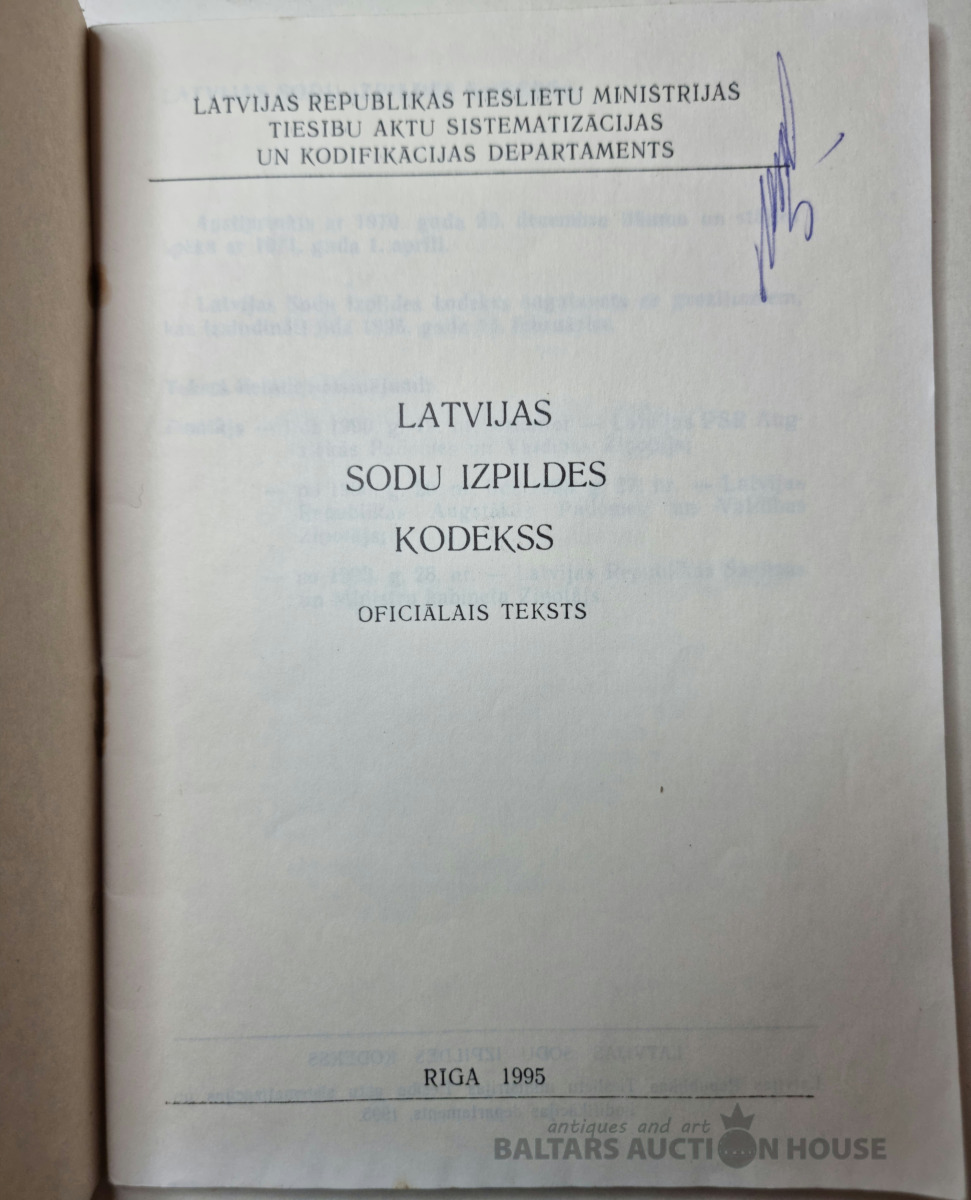 LATVIJAS REPUBLIKAS TIESLIETU MINISTRIJAS
TIESĪBU AKTU SISTEMATIZĀCIJAS
UN KODIFIKĀCIJAS DEPARTAMENTS
LATVIJAS
SODU IZPILDES
KODEKSS
OFICIĀLAIS TEKSTS
RĪGA 1995
antiques and art
BALTARS AUCTION HOUSE